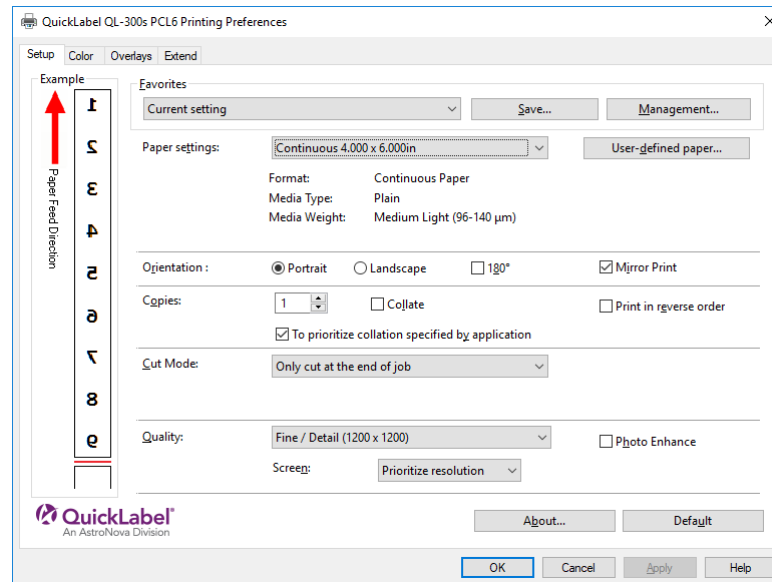 QuickLabel QL-300s PCL6 Printing Preferences
Setup Color Overlays Extend
Example
1
2
3
4
5
6
7
8
9
Paper Feed Direction
Favorites
Current setting Save... Management...
Paper settings: Continuous 4.000 x 6.000in User-defined paper...
Format: Continuous Paper
Media Type: Plain
Media Weight: Medium Light (96-140 µm)
Orientation : Portrait Landscape 180° Mirror Print
Copies: 1 Collate Print in reverse order
To prioritize collation specified by application
Cut Mode: Only cut at the end of job
Quality: Fine / Detail (1200 x 1200) Photo Enhance
Screen: Prioritize resolution
QuickLabel®
An AstroNova Division
About... Default
OK Cancel Apply Help